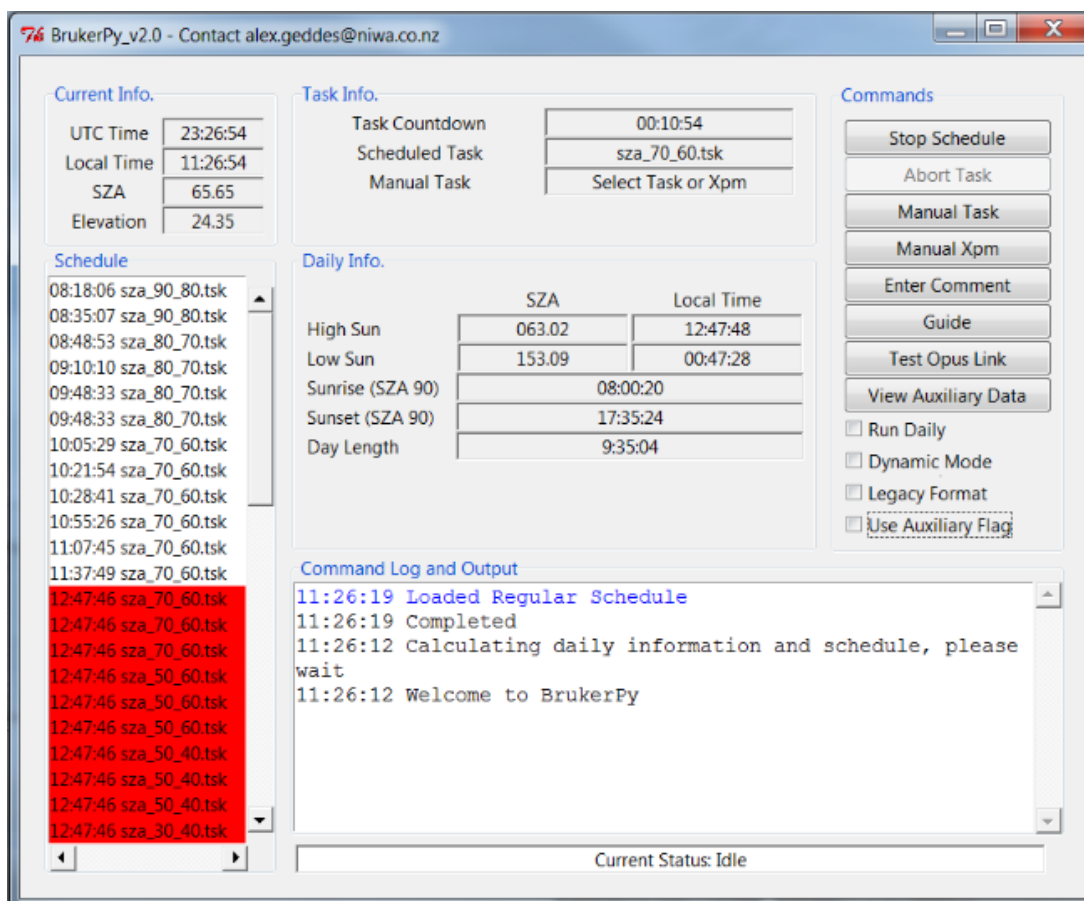 BrukerPy_v2.0 - Contact alex.geddes@niwa.co.nz
Current Info.
UTC Time 23:26:54
Local Time 11:26:54
SZA 65.65
Elevation 24.35
Task Info.
Task Countdown 00:10:54
Scheduled Task sza_70_60.tsk
Manual Task Select Task or Xpm
Commands
Stop Schedule
Abort Task
Manual Task
Manual Xpm
Enter Comment
Guide
Test Opus Link
View Auxiliary Data
Run Daily
Dynamic Mode
Legacy Format
Use Auxiliary Flag
Schedule
08:18:06 sza_90_80.tsk
08:35:07 sza_90_80.tsk
08:48:53 sza_80_70.tsk
09:10:10 sza_80_70.tsk
09:48:33 sza_80_70.tsk
09:48:33 sza_80_70.tsk
10:05:29 sza_70_60.tsk
10:21:54 sza_70_60.tsk
10:28:41 sza_70_60.tsk
10:55:26 sza_70_60.tsk
11:07:45 sza_70_60.tsk
11:37:49 sza_70_60.tsk
12:47:46 sza_70_60.tsk
12:47:46 sza_70_60.tsk
12:47:46 sza_70_60.tsk
12:47:46 sza_50_60.tsk
12:47:46 sza_50_60.tsk
12:47:46 sza_50_60.tsk
12:47:46 sza_50_40.tsk
12:47:46 sza_50_40.tsk
12:47:46 sza_50_40.tsk
12:47:46 sza_30_40.tsk
Daily Info.
SZA Local Time
High Sun 063.02 12:47:48
Low Sun 153.09 00:47:28
Sunrise (SZA 90) 08:00:20
Sunset (SZA 90) 17:35:24
Day Length 9:35:04
Command Log and Output
11:26:19 Loaded Regular Schedule
11:26:19 Completed
11:26:12 Calculating daily information and schedule, please
wait
11:26:12 Welcome to BrukerPy
Current Status: Idle